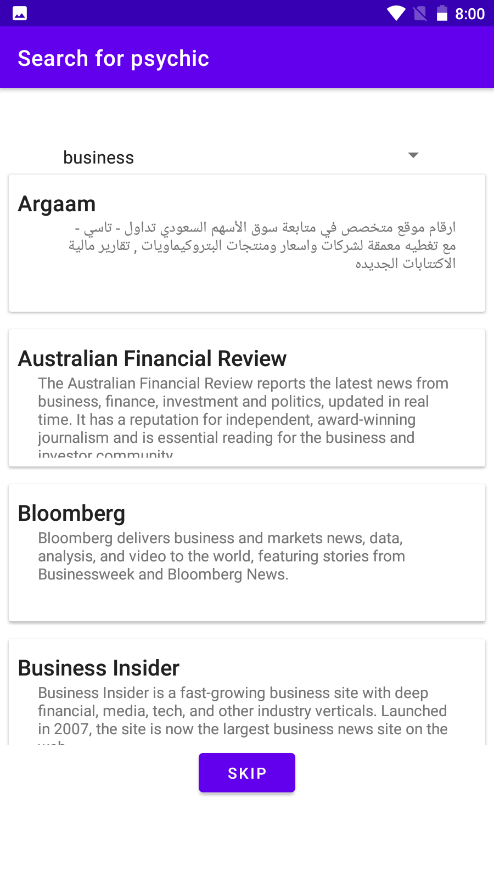 8:00
Search for psychic
business
Argaam
ارقام موقع متخصص في متابعة سوق الأسهم السعودي تداول - تاسي -
مع تغطيه معمقة لشركات واسعار ومنتجات البتروكيماويات , تقارير مالية
الاكتتابات الجديده
Australian Financial Review
The Australian Financial Review reports the latest news from
business, finance, investment and politics, updated in real
time. It has a reputation for independent, award-winning
journalism and is essential reading for the business and
investor community.
Bloomberg
Bloomberg delivers business and markets news, data,
analysis, and video to the world, featuring stories from
Businessweek and Bloomberg News.
Business Insider
Business Insider is a fast-growing business site with deep
financial, media, tech, and other industry verticals. Launched
in 2007, the site is now the largest business news site on the
SKIP